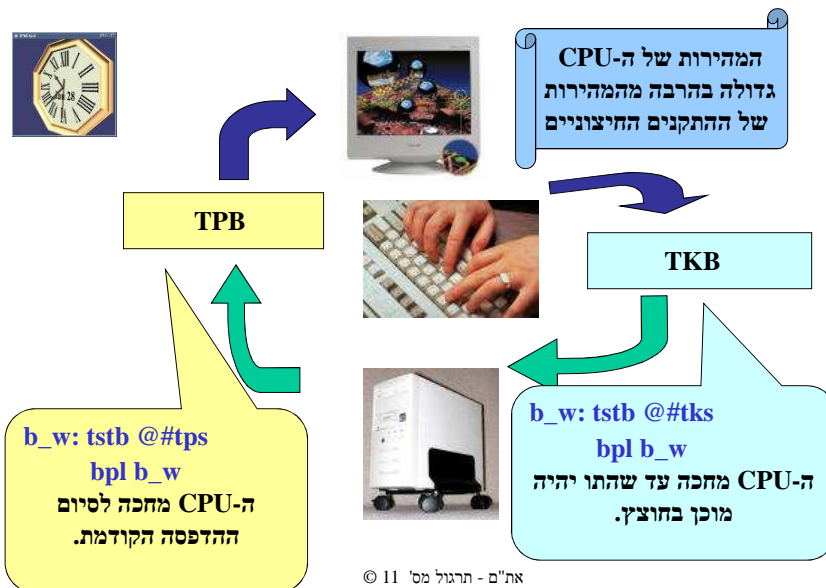 המהירות של ה-CPU
גדולה בהרבה מהמהירות
של ההתקנים החיצוניים
TPB
TKB
b_w: tstb @#tps
bpl b_w
ה-CPU מחכה לסיום
ההדפסה הקודמת.
b_w: tstb @#tks
bpl b_w
ה-CPU מחכה עד שהתו יהיה
מוכן בחוצץ.
את"ם - תרגול מס' 11 ©